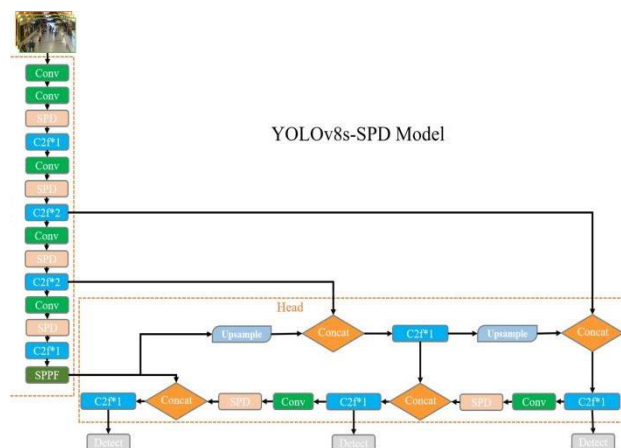 Conv
Conv
SPD
C2f*1
Conv
SPD
C2f*2
Conv
SPD
C2f*2
Conv
SPD
C2f*1
SPPF
YOLOv8s-SPD Model
Head
Upsample
Concat
C2f*1
Upsample
Concat
C2f*1
Concat
SPD
Conv
C2f*1
Concat
SPD
Conv
C2f*1
Detect
Detect
Detect